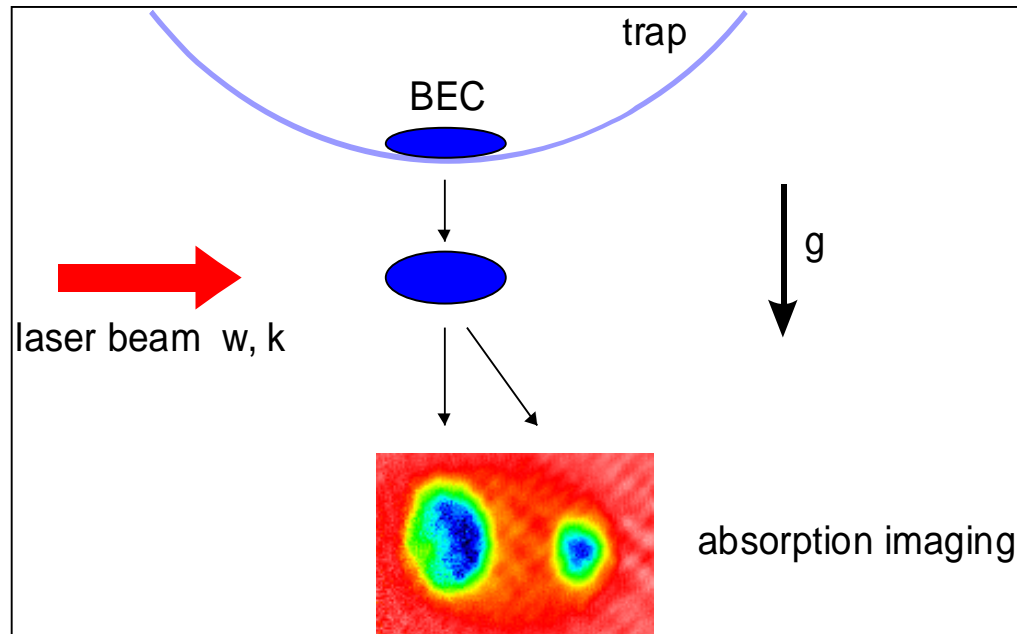 trap
BEC
g
laser beam w, k
absorption imaging